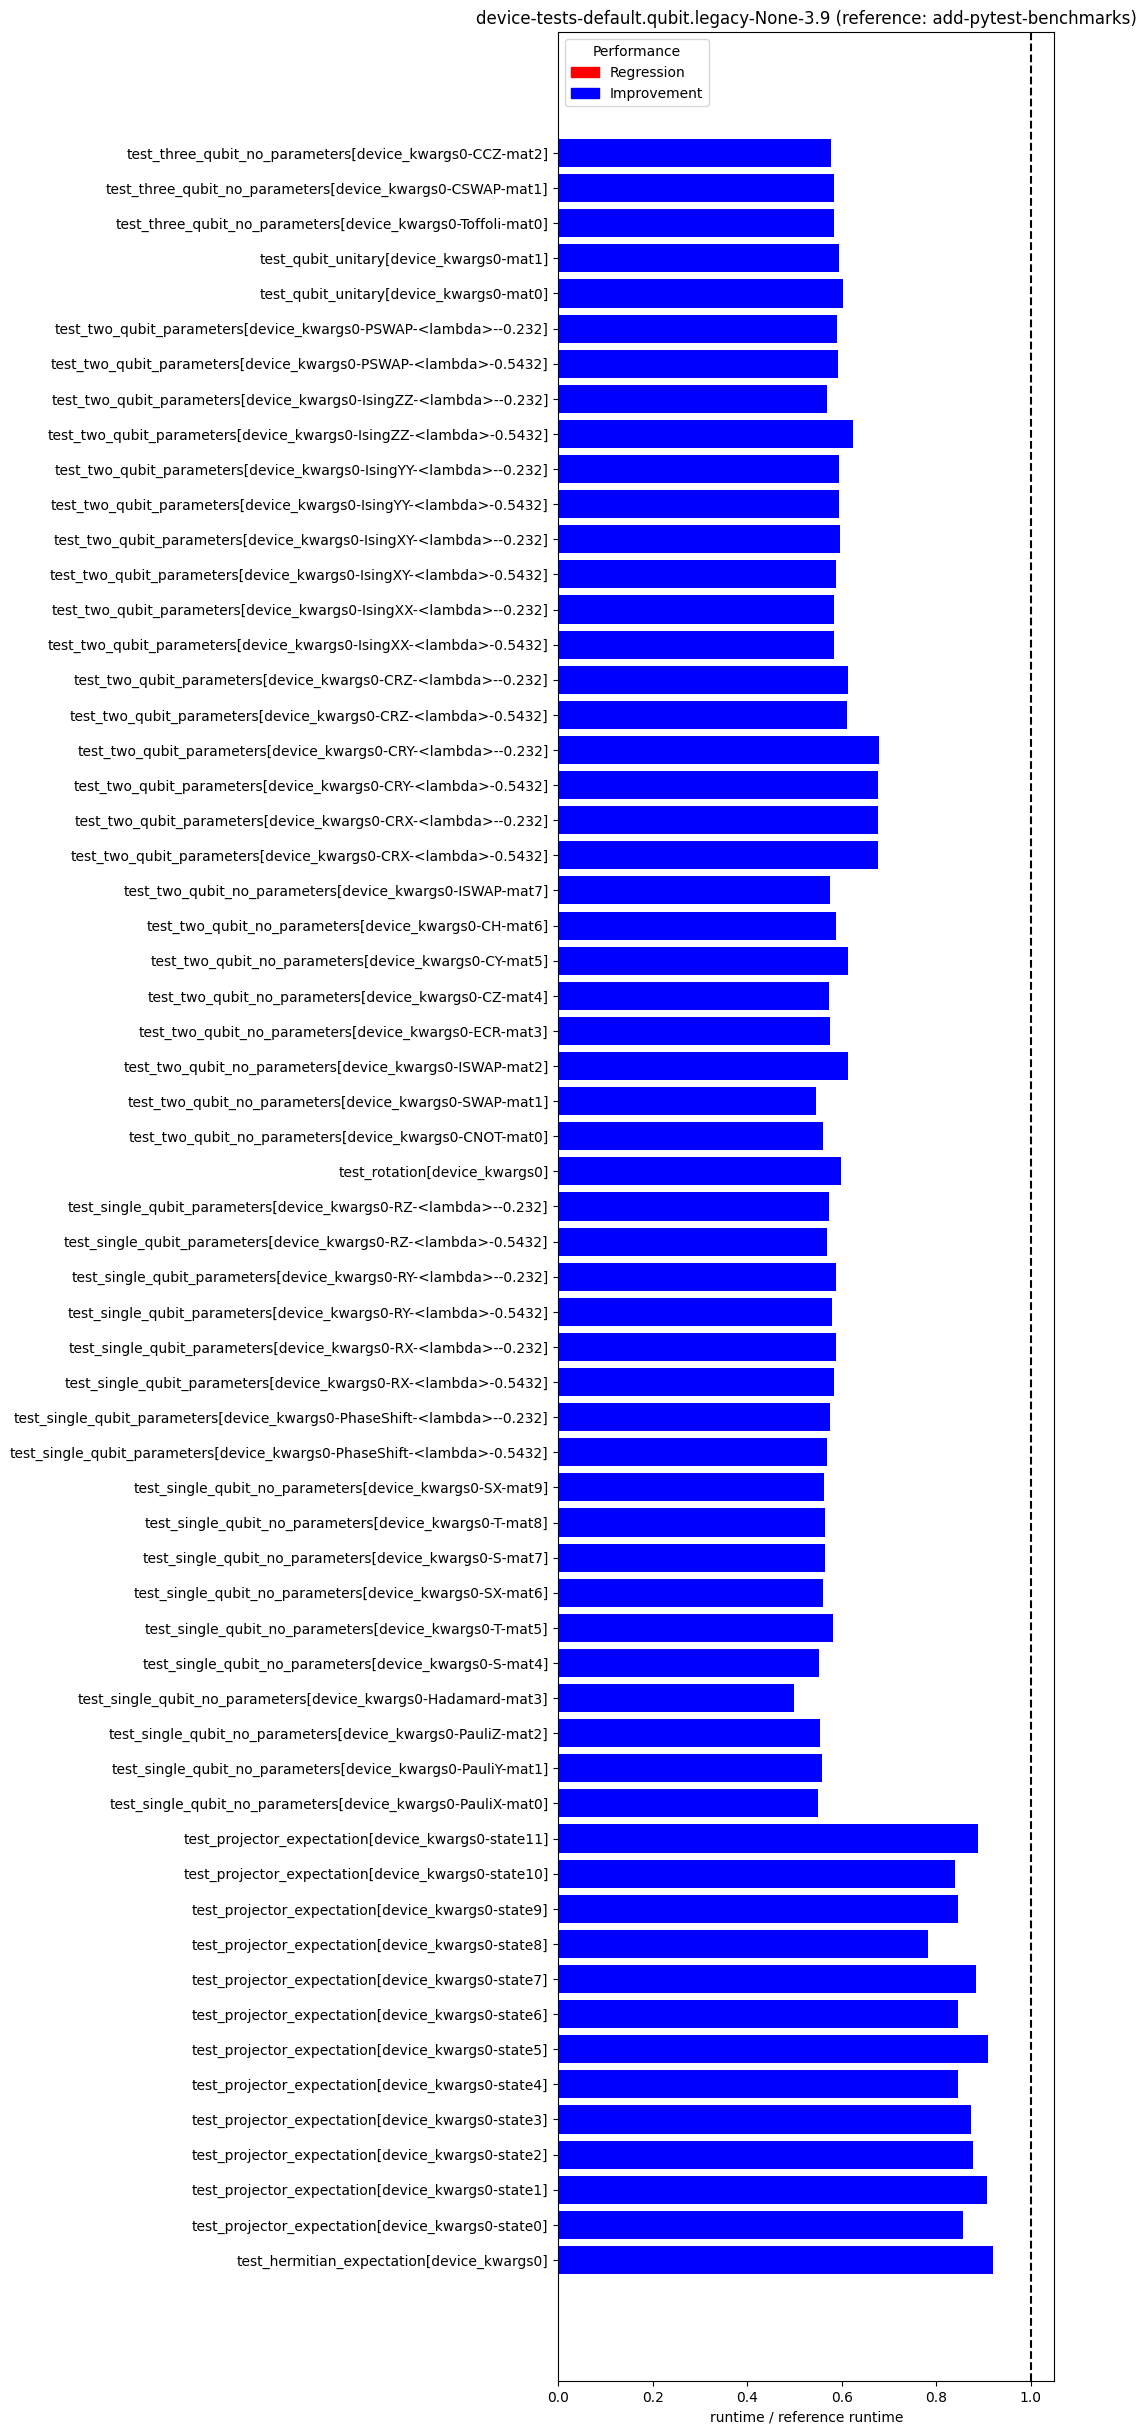 device-tests-default.qubit.legacy-None-3.9 (reference: add-pytest-benchmarks)
Performance
Regression
Improvement
test_three_qubit_no_parameters[device_kwargs0-CCZ-mat2]
test_three_qubit_no_parameters[device_kwargs0-CSWAP-mat1]
test_three_qubit_no_parameters[device_kwargs0-Toffoli-mat0]
test_qubit_unitary[device_kwargs0-mat1]
test_qubit_unitary[device_kwargs0-mat0]
test_two_qubit_parameters[device_kwargs0-PSWAP-<lambda>--0.232]
test_two_qubit_parameters[device_kwargs0-PSWAP-<lambda>-0.5432]
test_two_qubit_parameters[device_kwargs0-IsingZZ-<lambda>--0.232]
test_two_qubit_parameters[device_kwargs0-IsingZZ-<lambda>-0.5432]
test_two_qubit_parameters[device_kwargs0-IsingYY-<lambda>--0.232]
test_two_qubit_parameters[device_kwargs0-IsingYY-<lambda>-0.5432]
test_two_qubit_parameters[device_kwargs0-IsingXY-<lambda>--0.232]
test_two_qubit_parameters[device_kwargs0-IsingXY-<lambda>-0.5432]
test_two_qubit_parameters[device_kwargs0-IsingXX-<lambda>--0.232]
test_two_qubit_parameters[device_kwargs0-IsingXX-<lambda>-0.5432]
test_two_qubit_parameters[device_kwargs0-CRZ-<lambda>--0.232]
test_two_qubit_parameters[device_kwargs0-CRZ-<lambda>-0.5432]
test_two_qubit_parameters[device_kwargs0-CRY-<lambda>--0.232]
test_two_qubit_parameters[device_kwargs0-CRY-<lambda>-0.5432]
test_two_qubit_parameters[device_kwargs0-CRX-<lambda>--0.232]
test_two_qubit_parameters[device_kwargs0-CRX-<lambda>-0.5432]
test_two_qubit_no_parameters[device_kwargs0-ISWAP-mat7]
test_two_qubit_no_parameters[device_kwargs0-CH-mat6]
test_two_qubit_no_parameters[device_kwargs0-CY-mat5]
test_two_qubit_no_parameters[device_kwargs0-CZ-mat4]
test_two_qubit_no_parameters[device_kwargs0-ECR-mat3]
test_two_qubit_no_parameters[device_kwargs0-ISWAP-mat2]
test_two_qubit_no_parameters[device_kwargs0-SWAP-mat1]
test_two_qubit_no_parameters[device_kwargs0-CNOT-mat0]
test_rotation[device_kwargs0]
test_single_qubit_parameters[device_kwargs0-RZ-<lambda>--0.232]
test_single_qubit_parameters[device_kwargs0-RZ-<lambda>-0.5432]
test_single_qubit_parameters[device_kwargs0-RY-<lambda>--0.232]
test_single_qubit_parameters[device_kwargs0-RY-<lambda>-0.5432]
test_single_qubit_parameters[device_kwargs0-RX-<lambda>--0.232]
test_single_qubit_parameters[device_kwargs0-RX-<lambda>-0.5432]
test_single_qubit_parameters[device_kwargs0-PhaseShift-<lambda>--0.232]
test_single_qubit_parameters[device_kwargs0-PhaseShift-<lambda>-0.5432]
test_single_qubit_no_parameters[device_kwargs0-SX-mat9]
test_single_qubit_no_parameters[device_kwargs0-T-mat8]
test_single_qubit_no_parameters[device_kwargs0-S-mat7]
test_single_qubit_no_parameters[device_kwargs0-SX-mat6]
test_single_qubit_no_parameters[device_kwargs0-T-mat5]
test_single_qubit_no_parameters[device_kwargs0-S-mat4]
test_single_qubit_no_parameters[device_kwargs0-Hadamard-mat3]
test_single_qubit_no_parameters[device_kwargs0-PauliZ-mat2]
test_single_qubit_no_parameters[device_kwargs0-PauliY-mat1]
test_single_qubit_no_parameters[device_kwargs0-PauliX-mat0]
test_projector_expectation[device_kwargs0-state11]
test_projector_expectation[device_kwargs0-state10]
test_projector_expectation[device_kwargs0-state9]
test_projector_expectation[device_kwargs0-state8]
test_projector_expectation[device_kwargs0-state7]
test_projector_expectation[device_kwargs0-state6]
test_projector_expectation[device_kwargs0-state5]
test_projector_expectation[device_kwargs0-state4]
test_projector_expectation[device_kwargs0-state3]
test_projector_expectation[device_kwargs0-state2]
test_projector_expectation[device_kwargs0-state1]
test_projector_expectation[device_kwargs0-state0]
test_hermitian_expectation[device_kwargs0]
0.0 0.2 0.4 0.6 0.8 1.0
runtime / reference runtime